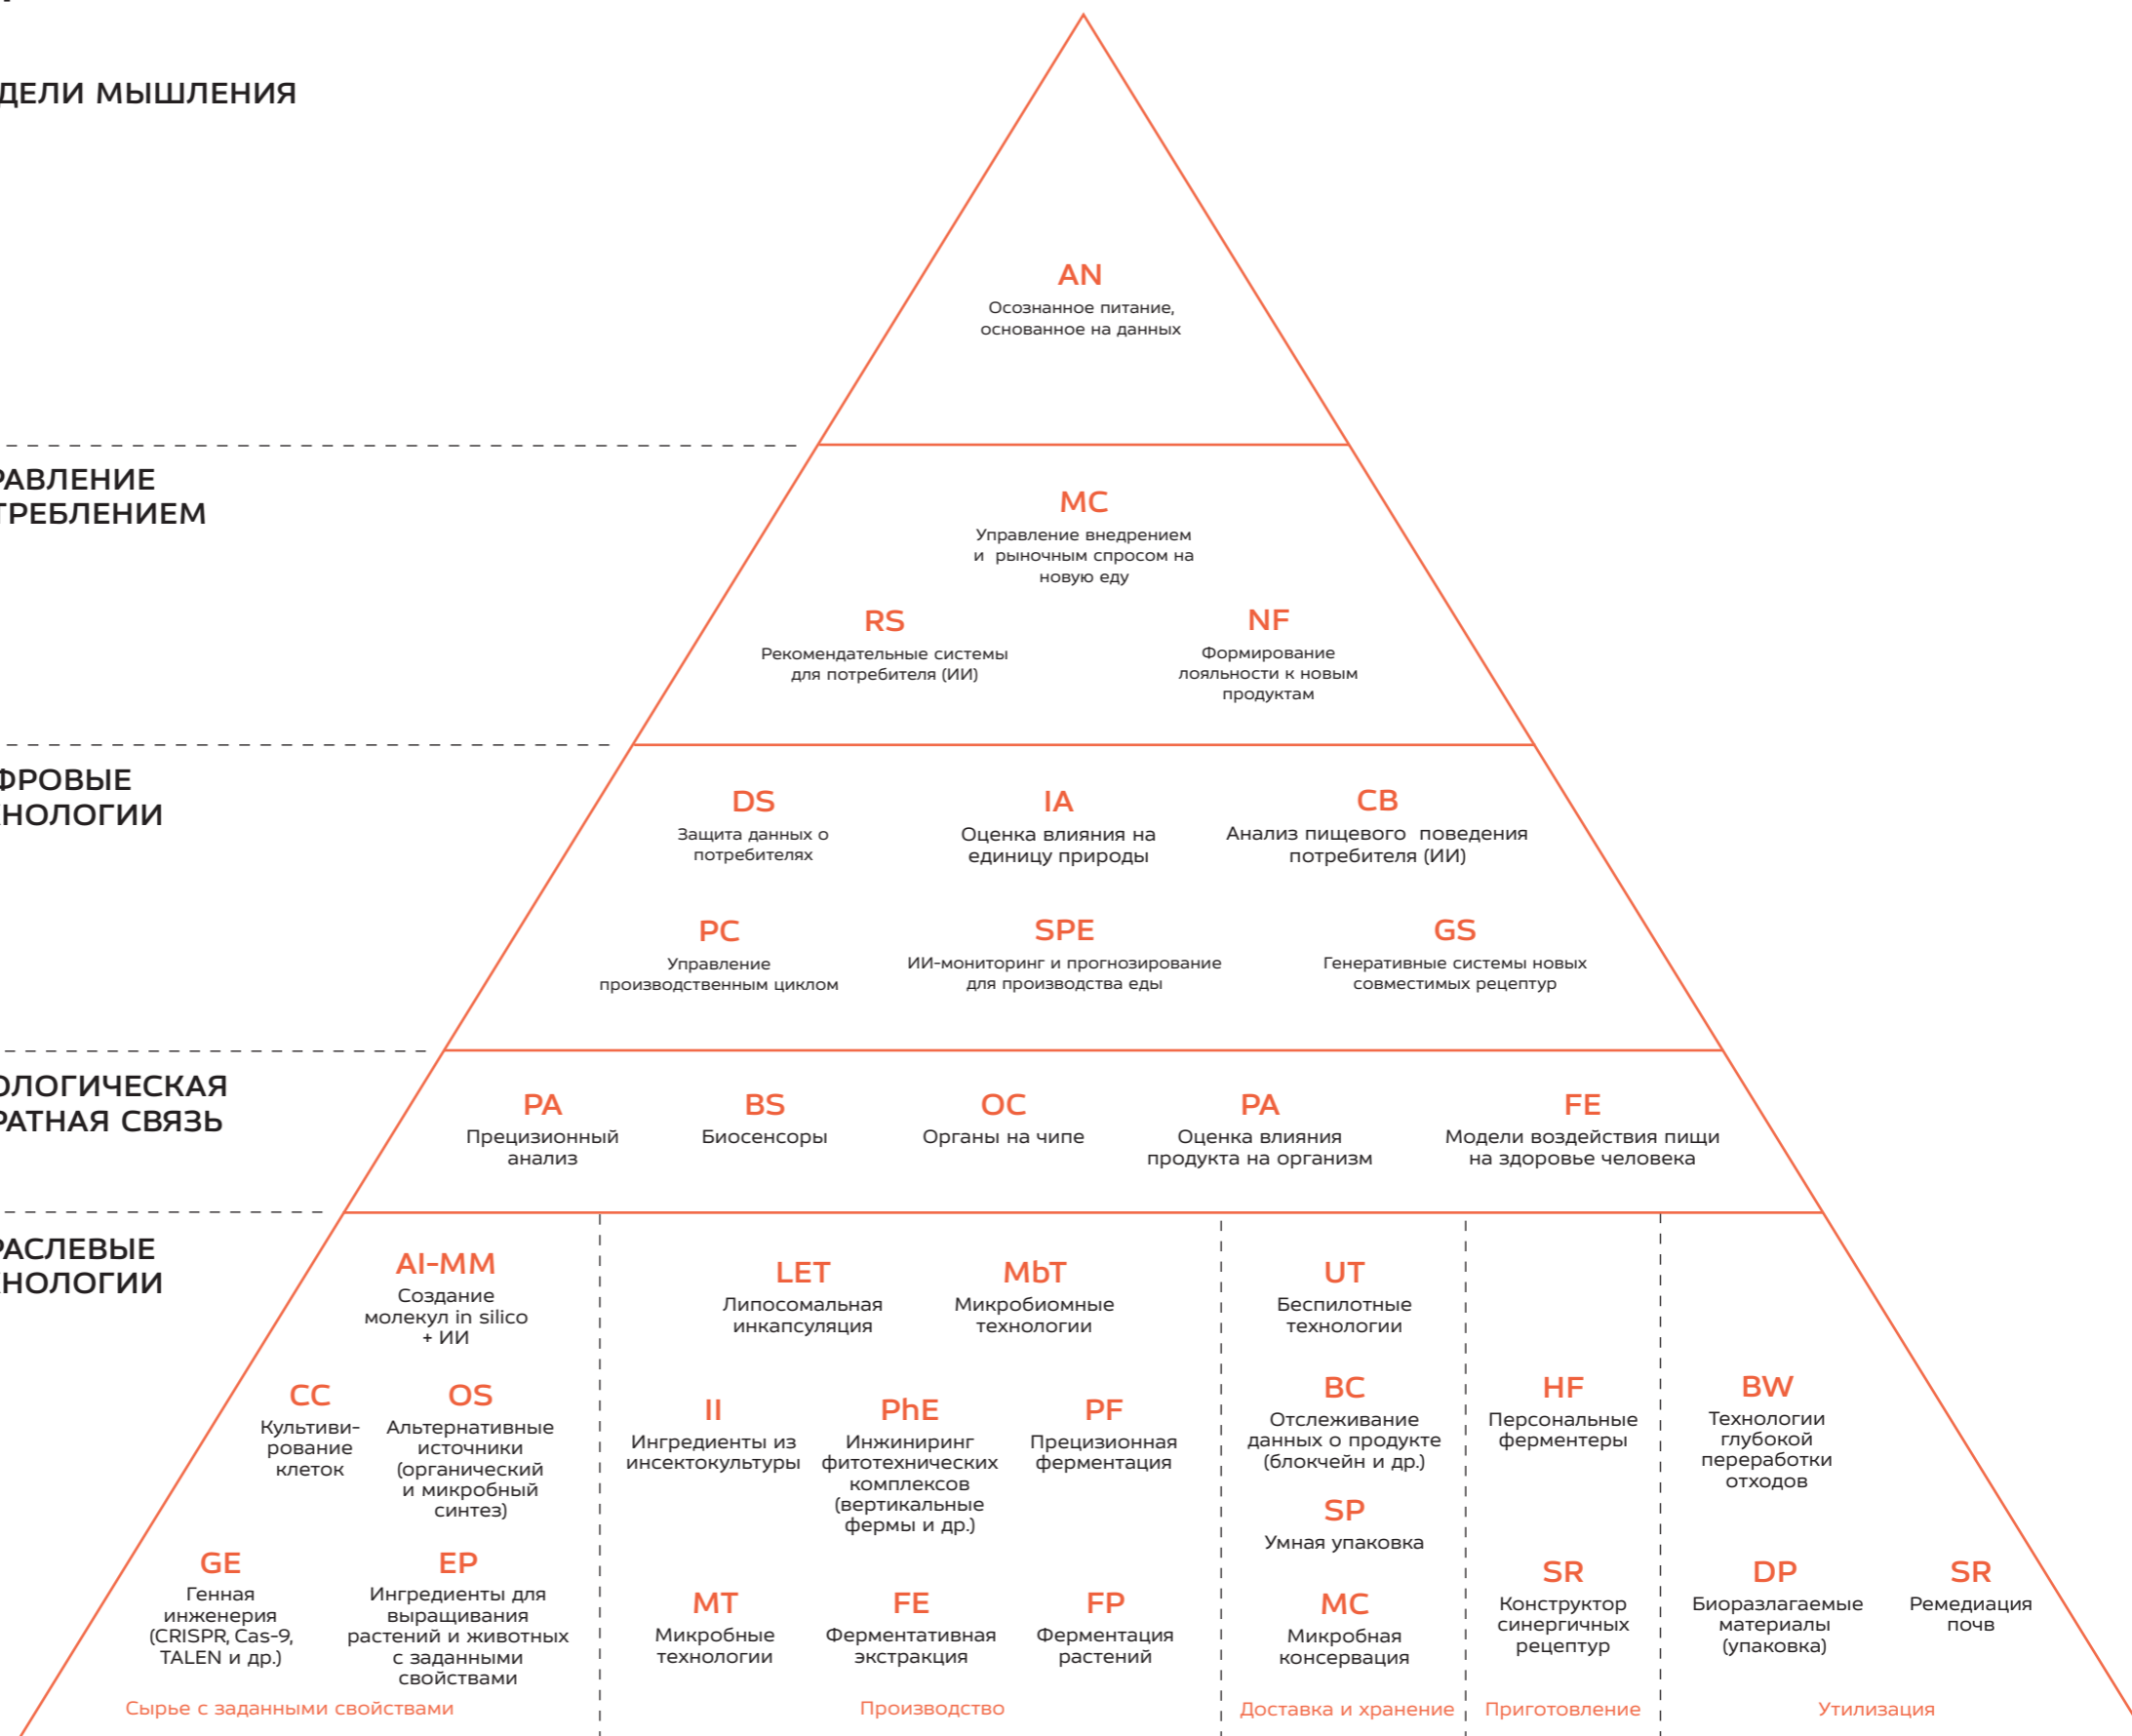 ДЕЛИ МЫШЛЕНИЯ
AN
Осознанное питание,
основанное на данных
РАВЛЕНИЕ
ТРЕБЛЕНИЕМ
MC
Управление внедрением
и рыночным спросом на
новую еду
RS
Рекомендательные системы
для потребителя (ИИ)
NF
Формирование
лояльности к новым
продуктам
ФРОВЫЕ
НОЛОГИИ
DS
Защита данных о
потребителях
IA
Оценка влияния на
единицу природы
CB
Анализ пищевого поведения
потребителя (ИИ)
PC
Управление
производственным циклом
SPE
ИИ-мониторинг и прогнозирование
для производства еды
GS
Генеративные системы новых
совместимых рецептур
ОЛОГИЧЕСКАЯ
РАТНАЯ СВЯЗЬ
PA
Прецизионный
анализ
BS
Биосенсоры
OC
Органы на чипе
PA
Оценка влияния
продукта на организм
FE
Модели воздействия пищи
на здоровье человека
РАСЛЕВЫЕ
НОЛОГИИ
AI-MM
Создание
молекул in silico
+ ИИ
CC
Культиви-
рование
клеток
OS
Альтернативные
источники
(органический
и микробный
синтез)
GE
Генная
инженерия
(CRISPR, Cas-9,
TALEN и др.)
EP
Ингредиенты для
выращивания
растений и животных
с заданными
свойствами
Сырье с заданными свойствами
LET
Липосомальная
инкапсуляция
MbT
Микробиомные
технологии
II
Ингредиенты из
инсектокультуры
PhE
Инжиниринг
фитотехнических
комплексов
(вертикальные
фермы и др.)
PF
Прецизионная
ферментация
MT
Микробные
технологии
FE
Ферментативная
экстракция
FP
Ферментация
растений
Производство
UT
Беспилотные
технологии
BC
Отслеживание
данных о продукте
(блокчейн и др.)
SP
Умная упаковка
MC
Микробная
консервация
Доставка и хранение
HF
Персональные
ферментеры
SR
Конструктор
синергичных
рецептур
Приготовление
BW
Технологии
глубокой
переработки
отходов
DP
Биоразлагаемые
материалы
(упаковка)
SR
Ремедиация
почв
Утилизация